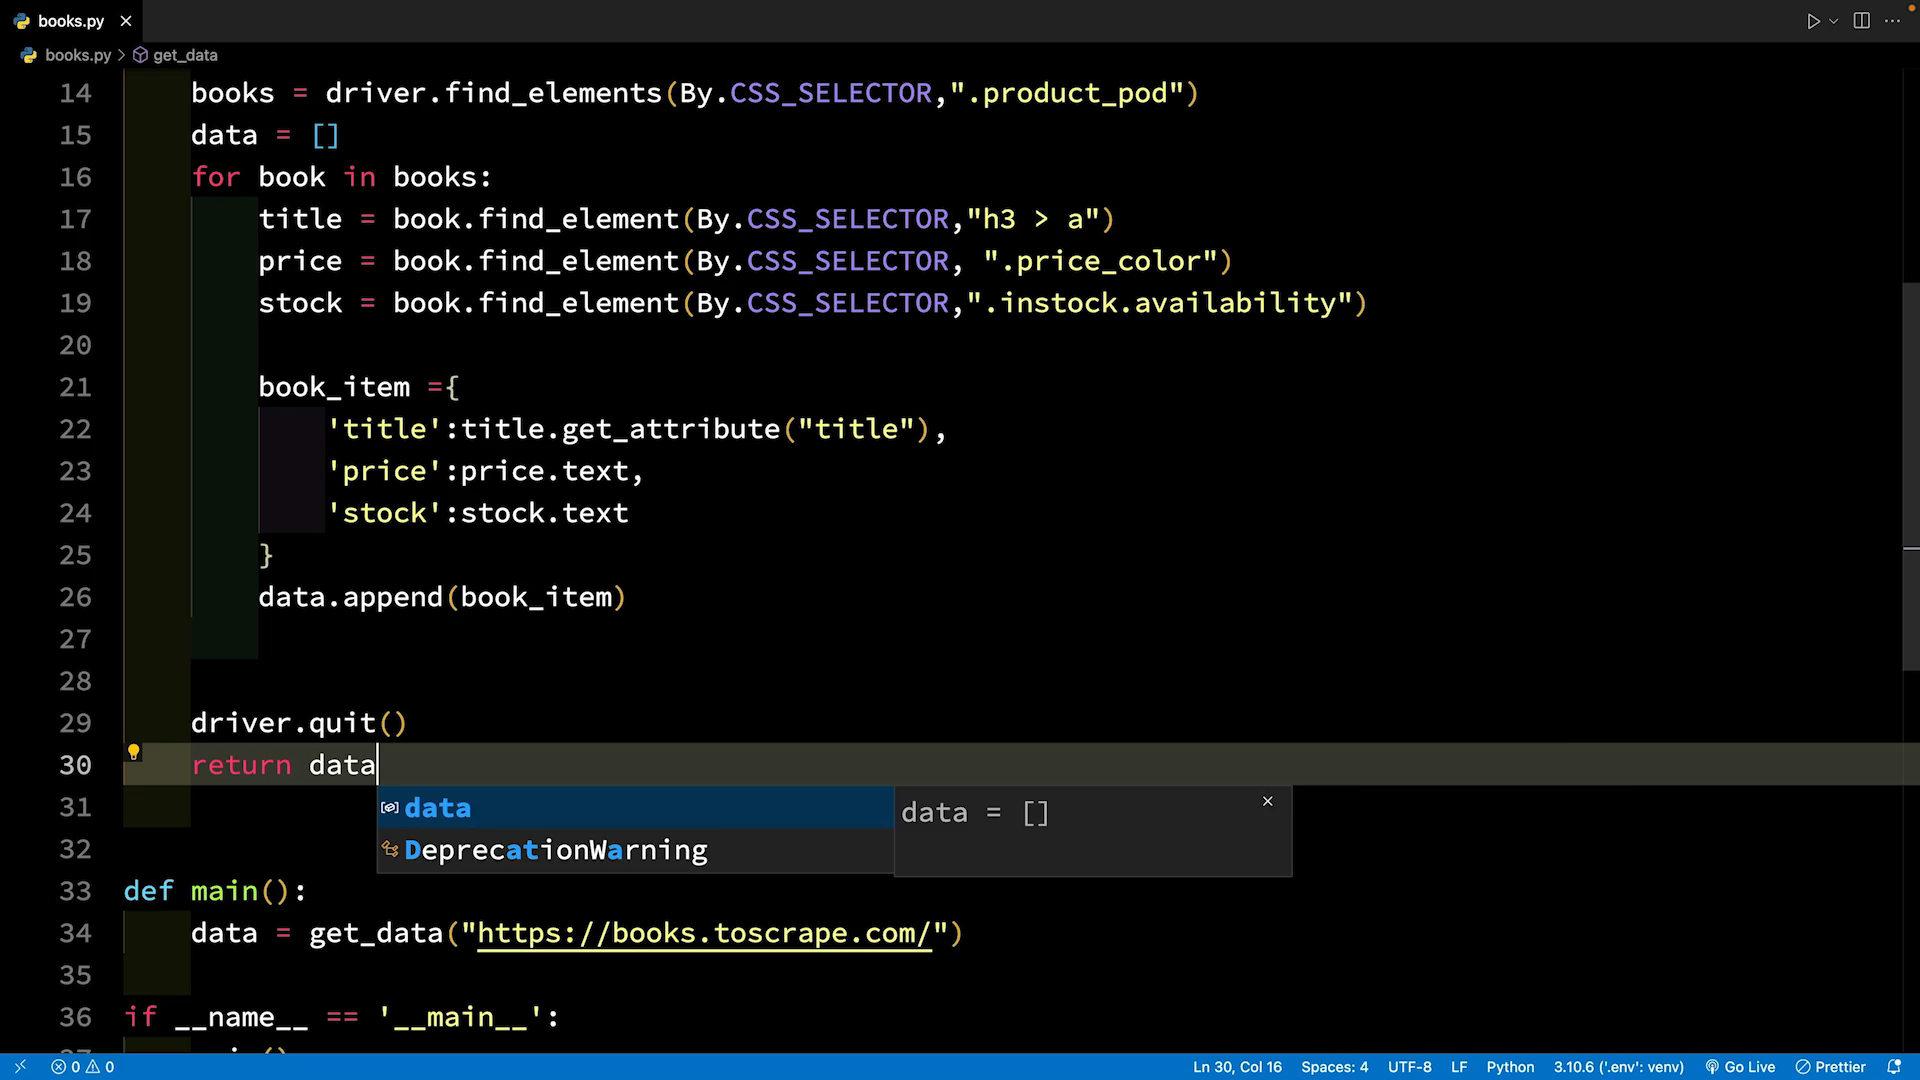 books.py
books.py > get_data
14 books = driver.find_elements(By.CSS_SELECTOR,".product_pod")
15 data = []
16 for book in books:
17 title = book.find_element(By.CSS_SELECTOR,"h3 > a")
18 price = book.find_element(By.CSS_SELECTOR, ".price_color")
19 stock = book.find_element(By.CSS_SELECTOR,".instock.availability")
20
21 book_item ={
22 'title':title.get_attribute("title"),
23 'price':price.text,
24 'stock':stock.text
25 }
26 data.append(book_item)
27
28
29 driver.quit()
30 return data
31
data
data = []
32
DeprecationWarning
33 def main():
34 data = get_data("https://books.toscrape.com/")
35
36 if __name__ == '__main__':
0 0 Ln 30, Col 16 Spaces: 4 UTF-8 LF Python 3.10.6 ('.env': venv) Go Live Prettier